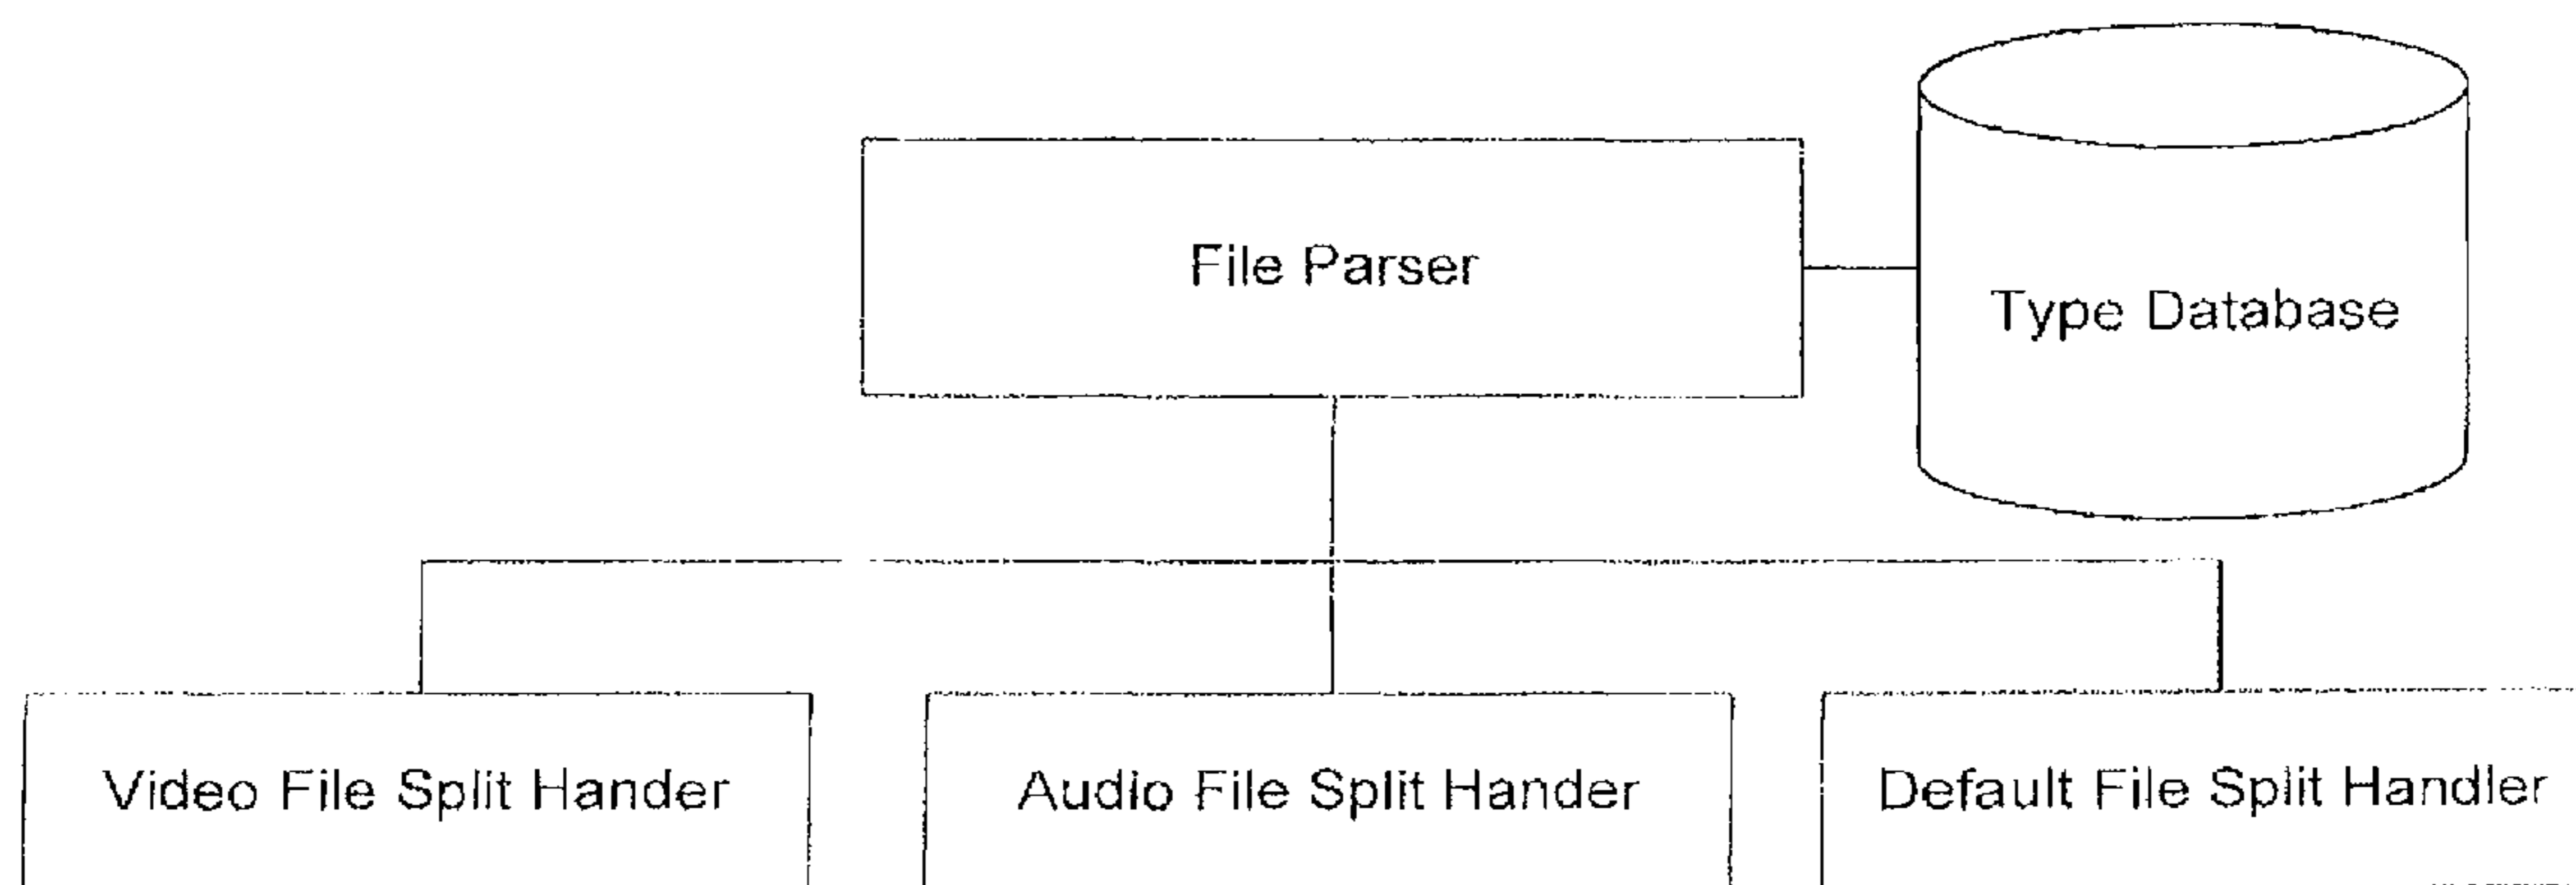 File Parser
Type Database
Video File Split Hander
Audio File Split Hander
Default File Split Handler